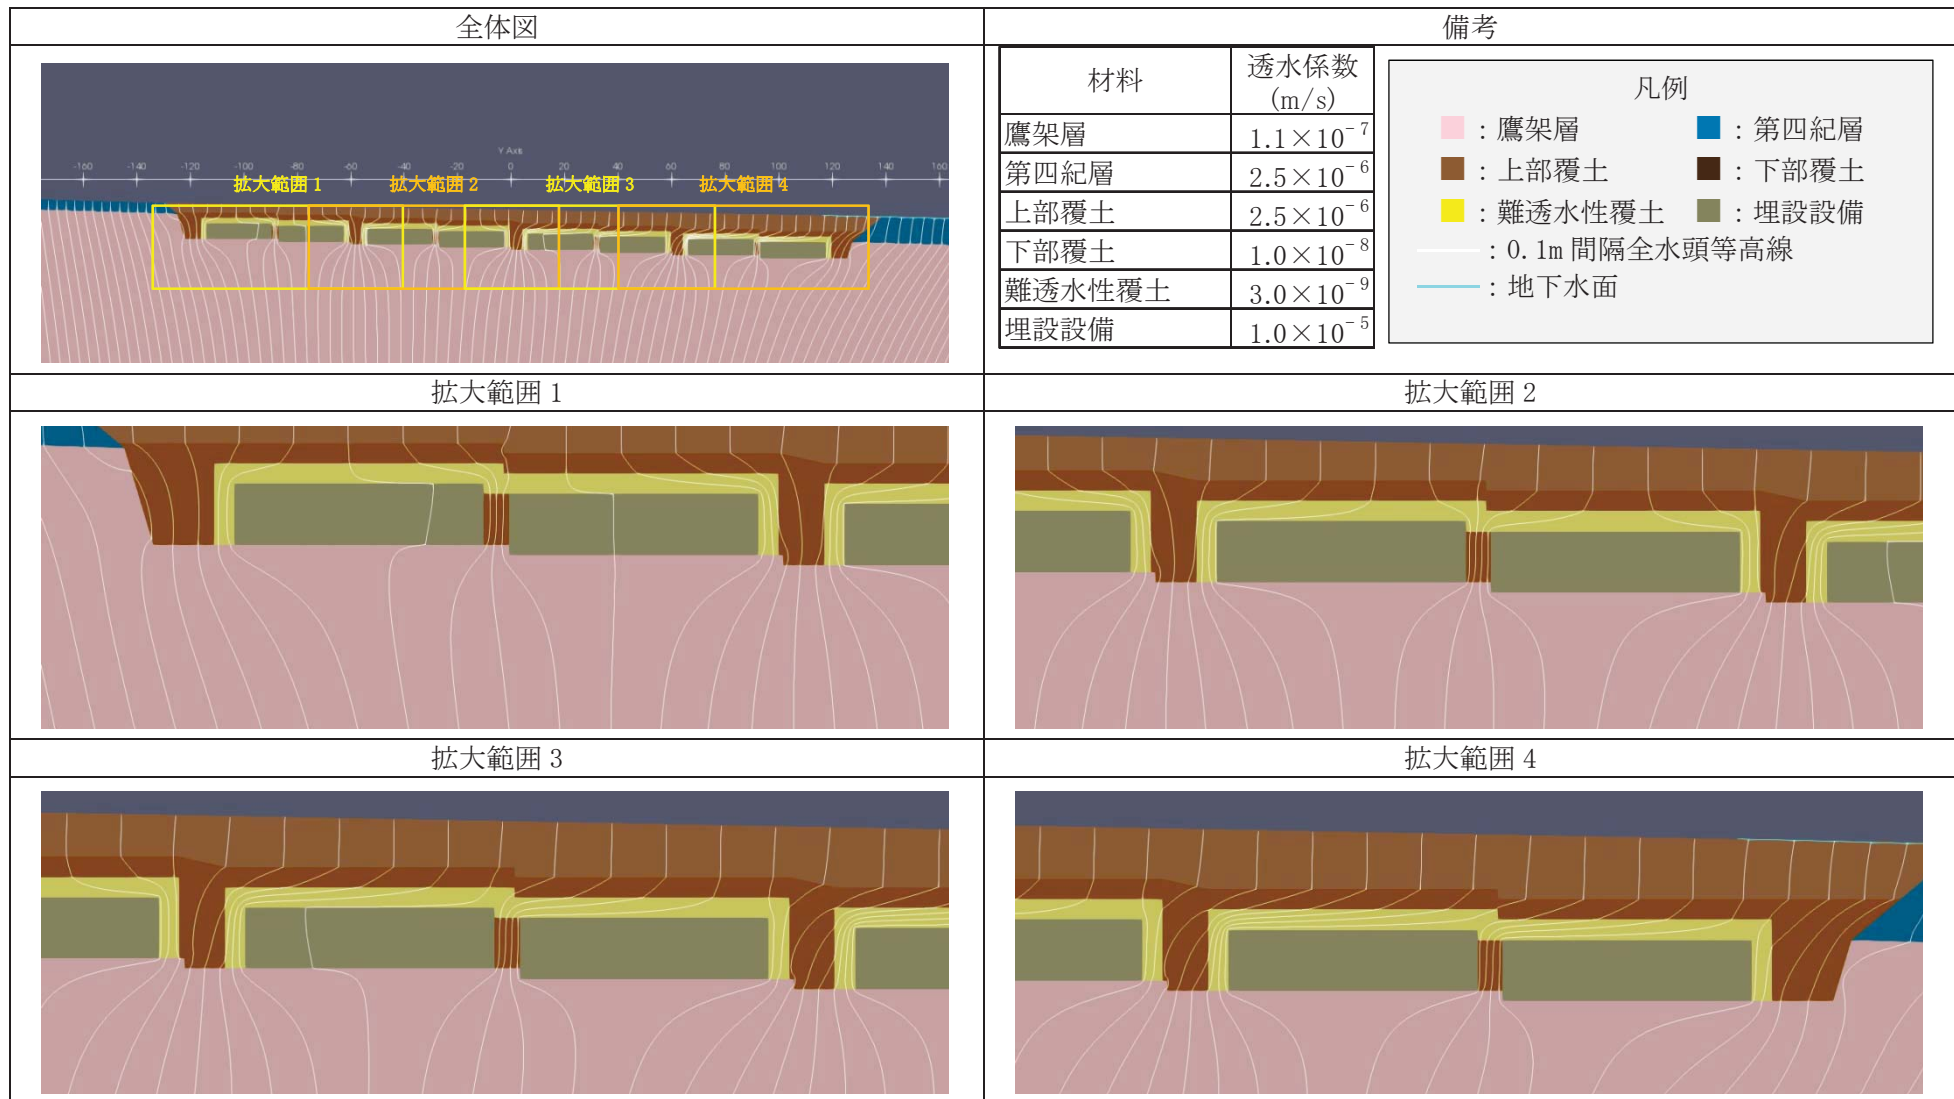 全体図
備考
Y Axis
-160 -140 -120 -100 -80 -60 -40 -20 0 20 40 60 80 100 120 140 160
拡大範囲 1 拡大範囲 2 拡大範囲 3 拡大範囲 4
材料 透水係数
(m/s)
鷹架層 1.1×10⁻⁷
第四紀層 2.5×10⁻⁶
上部覆土 2.5×10⁻⁶
下部覆土 1.0×10⁻⁸
難透水性覆土 3.0×10⁻⁹
埋設設備 1.0×10⁻⁵
凡例
:鷹架層 :第四紀層
:上部覆土 :下部覆土
:難透水性覆土 :埋設設備
:0.1m 間隔全水頭等高線
:地下水面
拡大範囲 1
拡大範囲 2
拡大範囲 3
拡大範囲 4